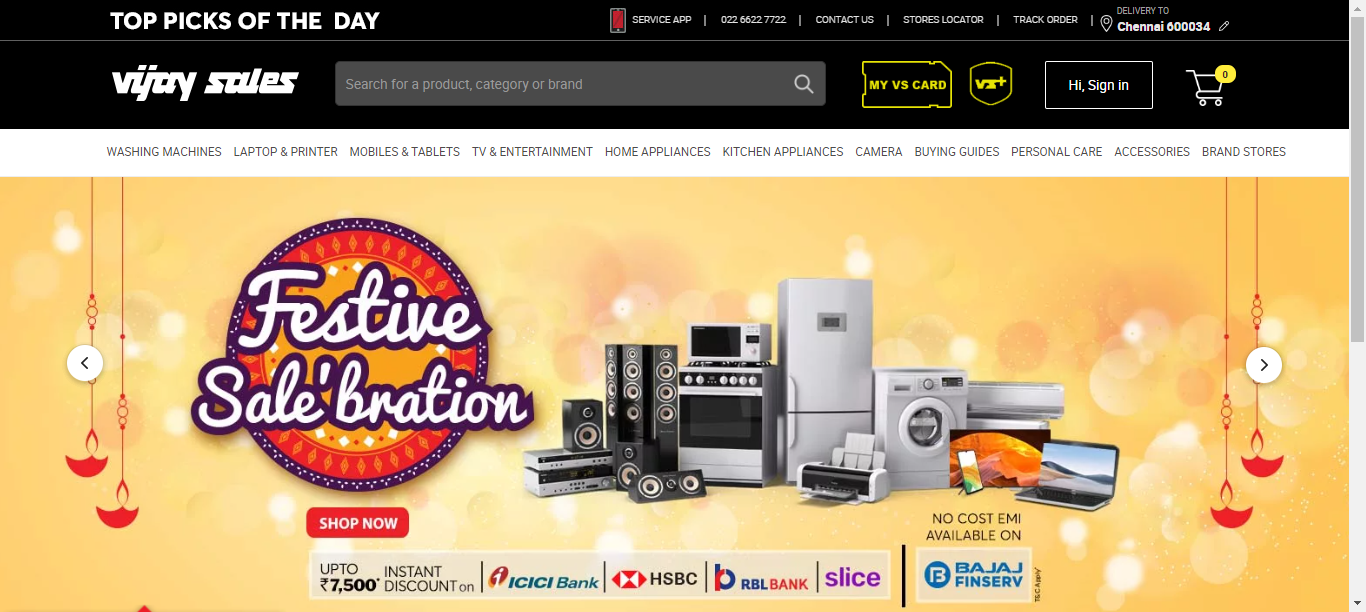 TOP PICKS OF THE DAY
SERVICE APP | 022 6622 7722 | CONTACT US | STORES LOCATOR | TRACK ORDER |
DELIVERY TO
Chennai 600034
vijay sales
Search for a product, category or brand
MY VS CARD
vs+
Hi, Sign in
0
WASHING MACHINES LAPTOP & PRINTER MOBILES & TABLETS TV & ENTERTAINMENT HOME APPLIANCES KITCHEN APPLIANCES CAMERA BUYING GUIDES PERSONAL CARE ACCESSORIES BRAND STORES
Festive
Sale'bration
SHOP NOW
UPTO
₹7,500*
INSTANT
DISCOUNT on
ICICI Bank
HSBC
RBL BANK
slice
NO COST EMI
AVAILABLE ON
BAJAJ
FINSERV
T&C Apply*